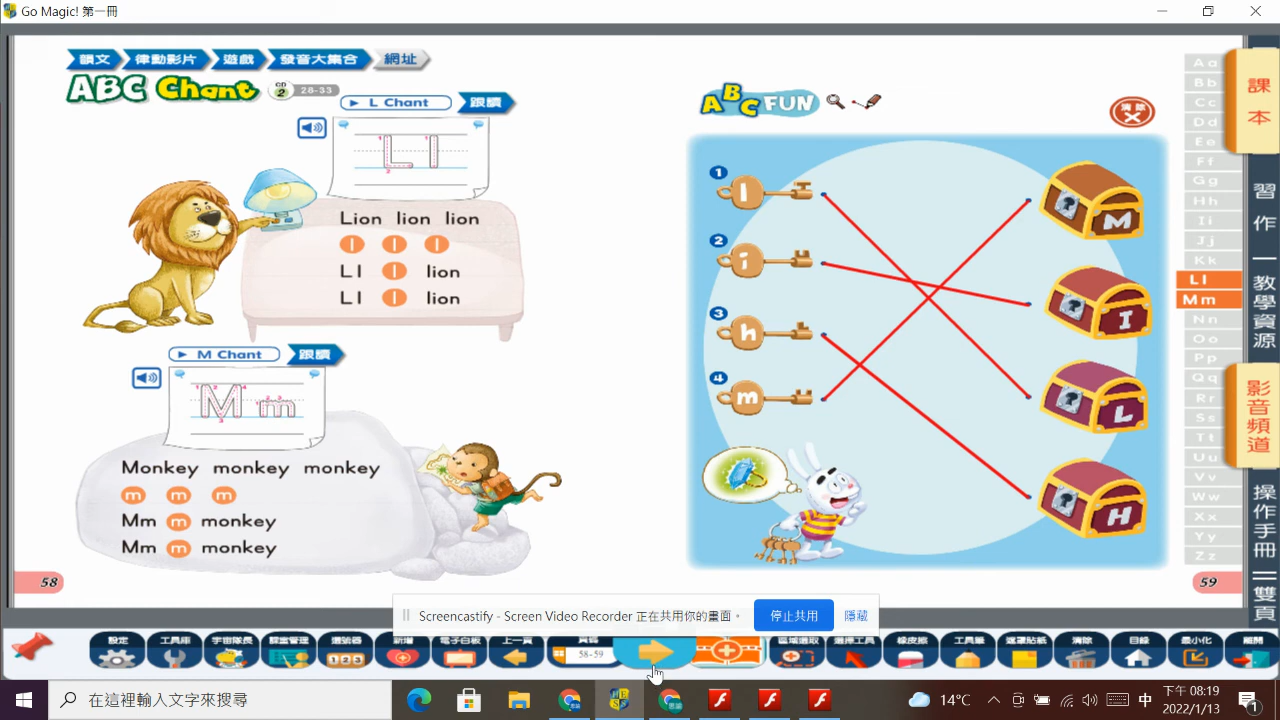 Go Magic! 第一冊
韻文 律動影片 遊戲 發音大集合 網址
ABC Chant CD 2 28-33
L Chant 跟讀
L l
Lion lion lion
l l l
L l l lion
L l l lion
M Chant 跟讀
M m
Monkey monkey monkey
m m m
Mm m monkey
Mm m monkey
58
ABC FUN
清除
1 l M
2 i I
3 h L
4 m H
59
Aa
Bb
Cc
Dd
Ee
Ff
Gg
Hh
Ii
Jj
Kk
Ll
Mm
Nn
Oo
Pp
Qq
Rr
Ss
Tt
Uu
Vv
Ww
Xx
Yy
Zz
課本
習作
教學資源
影音頻道
操作手冊
雙頁
Screencastify - Screen Video Recorder 正在共用你的畫面。 停止共用 隱藏
設定 工具庫 宇宙隊長 課室管理 選號器 新增 電子白板 上一頁 頁碼 區域選取 選擇工具 橡皮擦 工具筆 遮罩貼紙 清除 目錄 最小化 離開
1 2 3 58-59
在這裡輸入文字來搜尋
14°C 中 下午 08:19
2022/1/13 1